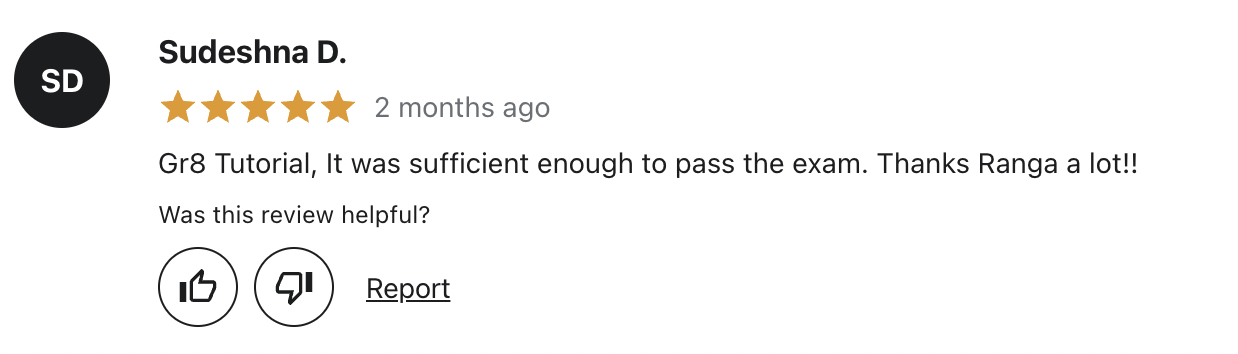 SD
Sudeshna D.
2 months ago
Gr8 Tutorial, It was sufficient enough to pass the exam. Thanks Ranga a lot!!
Was this review helpful?
Report